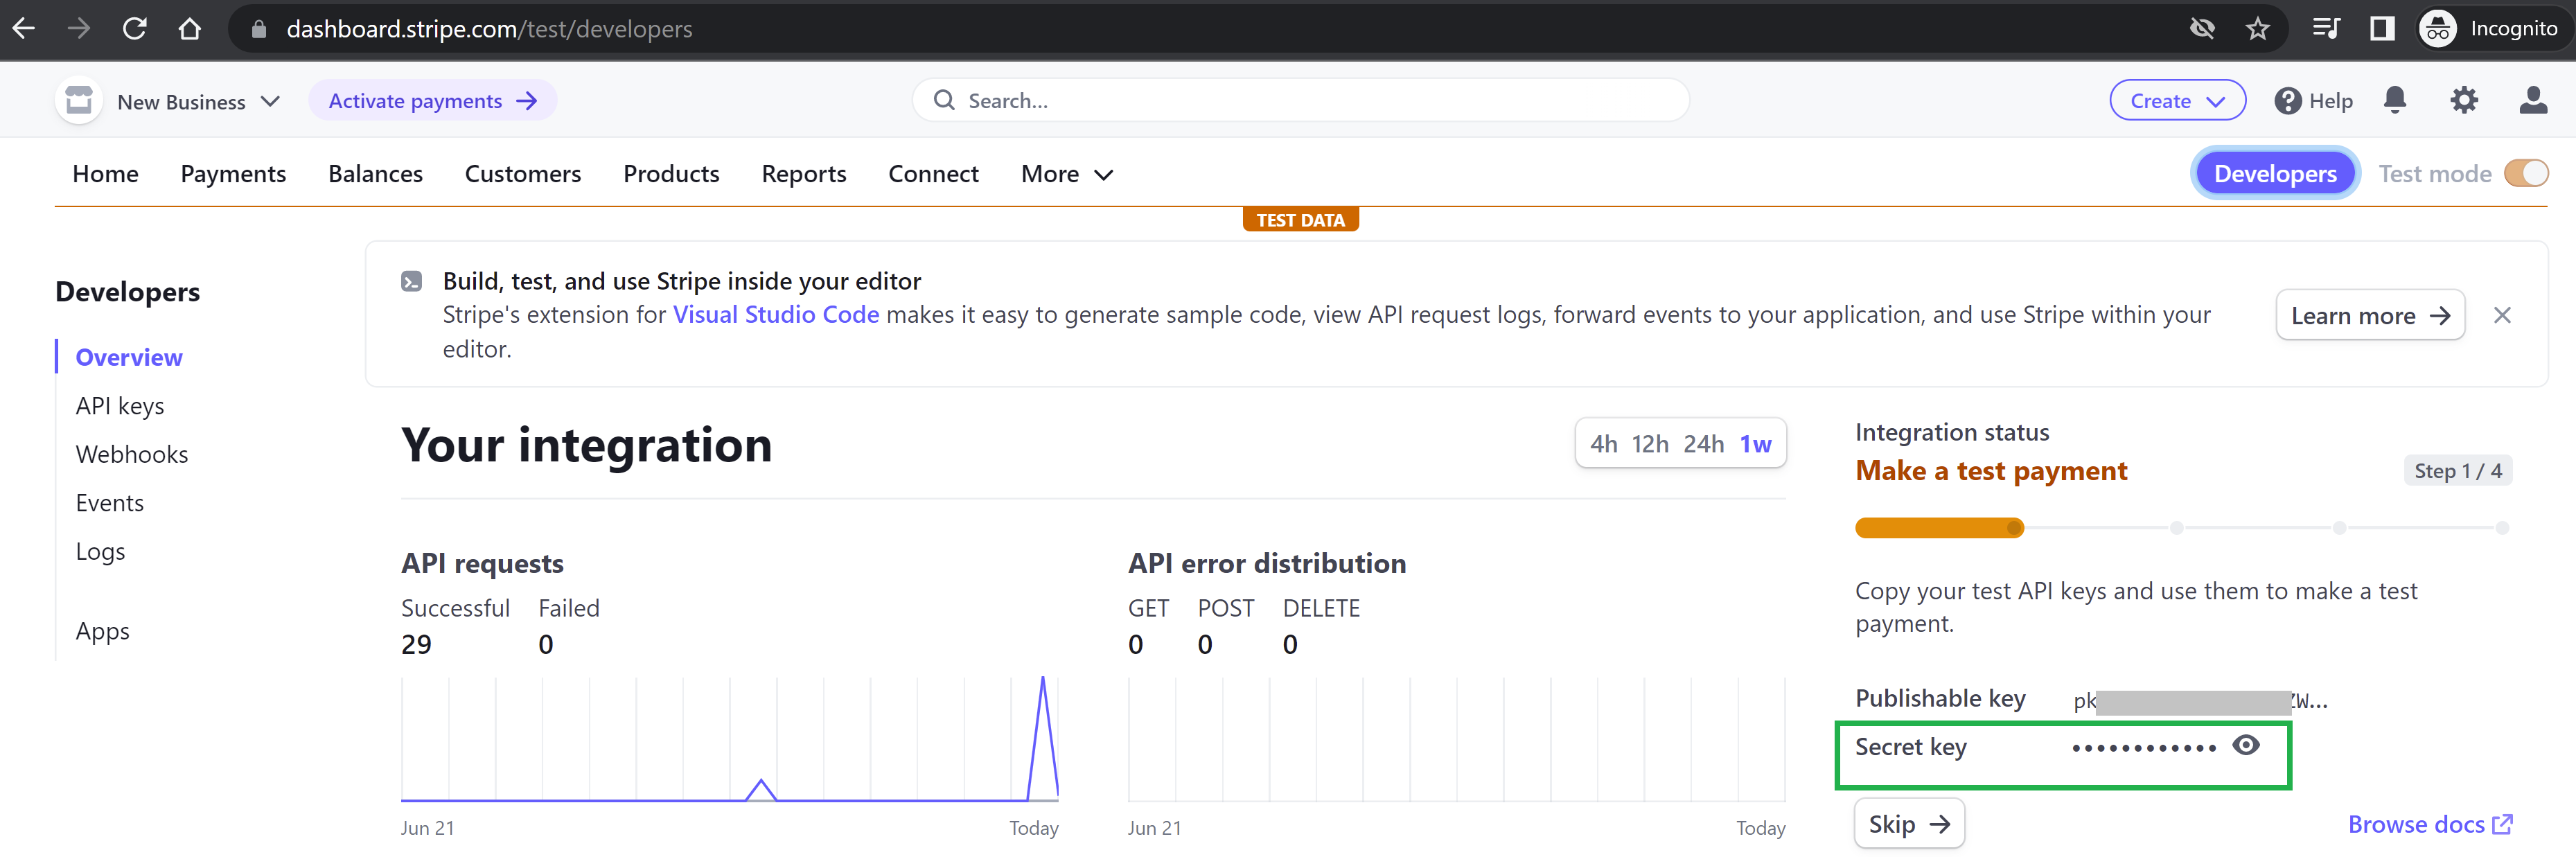 dashboard.stripe.com/test/developers
Incognito
New Business
Activate payments →
Search...
Create
Help
Home Payments Balances Customers Products Reports Connect More
Developers
Test mode
TEST DATA
Developers
Overview
API keys
Webhooks
Events
Logs
Apps
Build, test, and use Stripe inside your editor
Stripe's extension for Visual Studio Code makes it easy to generate sample code, view API request logs, forward events to your application, and use Stripe within your
editor.
Learn more →
Your integration
4h 12h 24h 1w
API requests
Successful Failed
29 0
Jun 21 Today
API error distribution
GET POST DELETE
0 0 0
Jun 21 Today
Integration status
Make a test payment
Step 1 / 4
Copy your test API keys and use them to make a test
payment.
Publishable key pk W...
Secret key ••••••••••••
Skip →
Browse docs